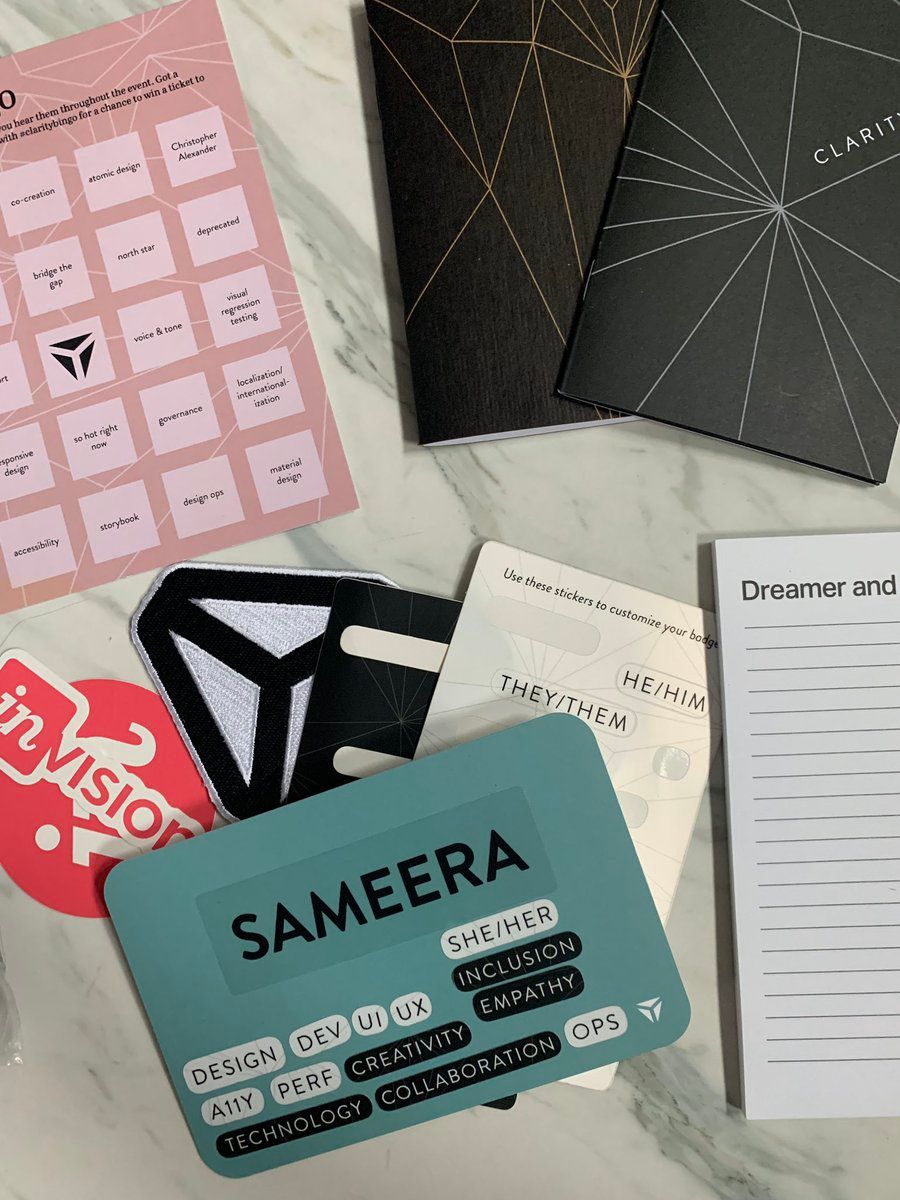 you hear them throughout the event. Got a
with #claritybingo for a chance to win a ticket to
co-creation
atomic design
Christopher
Alexander
bridge the
gap
north star
deprecated
voice & tone
visual
regression
testing
so hot right
now
governance
localization/
international-
ization
design
storybook
design ops
material
design
accessibility
CLARITY
Use these stickers to customize your badge
THEY/THEM
HE/HIM
Dreamer and
invision
SAMEERA
SHE/HER
INCLUSION
EMPATHY
DESIGN DEV UI UX
A11Y PERF CREATIVITY
TECHNOLOGY COLLABORATION OPS